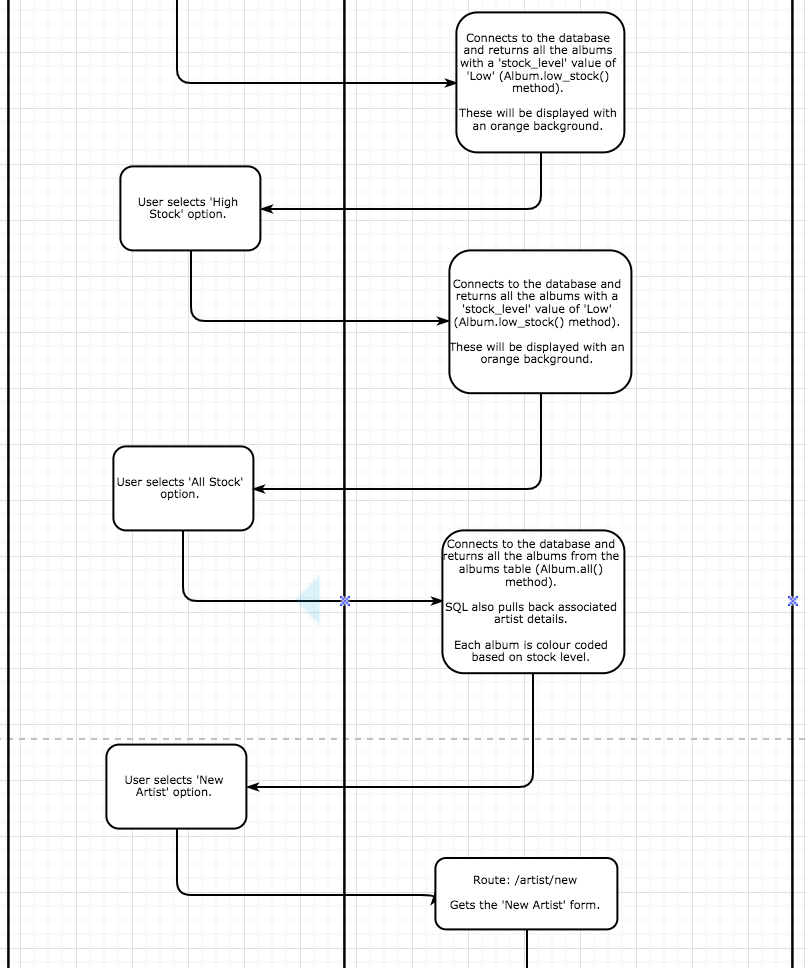 Connects to the database
and returns all the albums
with a 'stock_level' value of
'Low' (Album.low_stock()
method).
These will be displayed with
an orange background.
User selects 'High
Stock' option.
Connects to the database and
returns all the albums with a
'stock_level' value of 'Low'
(Album.low_stock() method).
These will be displayed with an
orange background.
User selects 'All Stock'
option.
Connects to the database and
returns all the albums from the
albums table (Album.all()
method).
SQL also pulls back associated
artist details.
Each album is colour coded
based on stock level.
User selects 'New
Artist' option.
Route: /artist/new
Gets the 'New Artist' form.